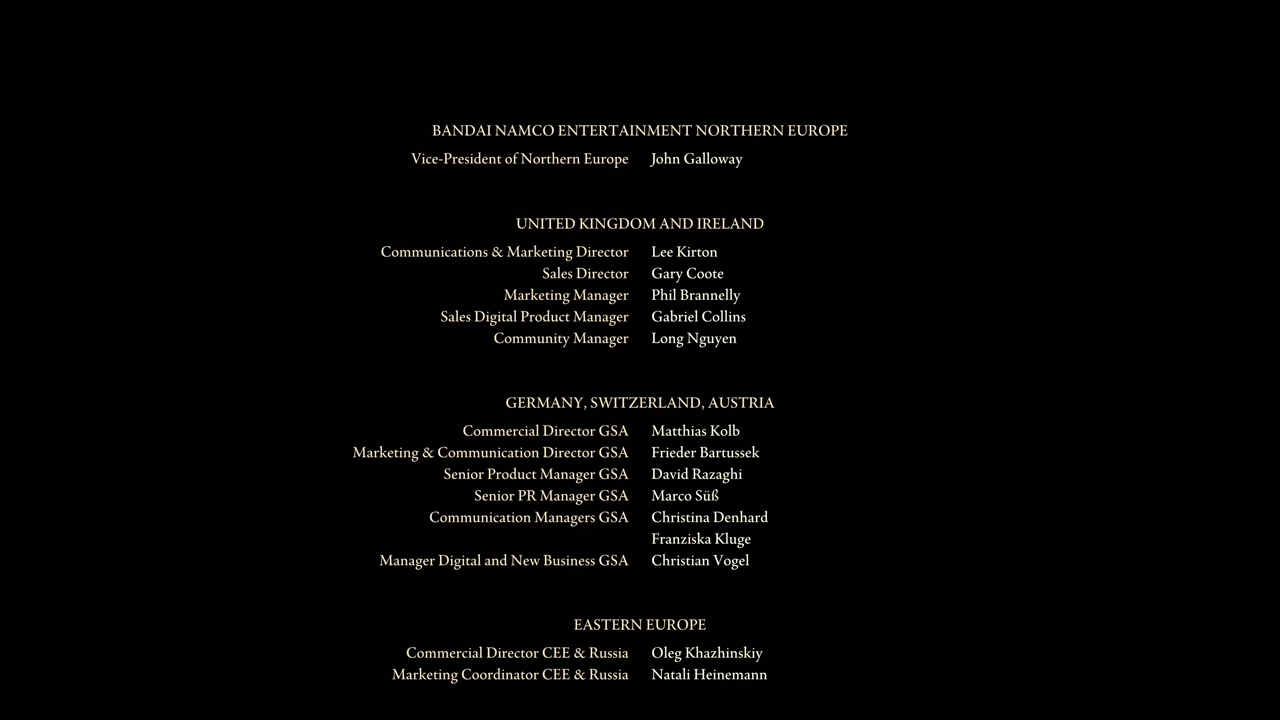 BANDAI NAMCO ENTERTAINMENT NORTHERN EUROPE
Vice-President of Northern Europe John Galloway
UNITED KINGDOM AND IRELAND
Communications & Marketing Director Lee Kirton
Sales Director Gary Coote
Marketing Manager Phil Brannelly
Sales Digital Product Manager Gabriel Collins
Community Manager Long Nguyen
GERMANY, SWITZERLAND, AUSTRIA
Commercial Director GSA Matthias Kolb
Marketing & Communication Director GSA Frieder Bartussek
Senior Product Manager GSA David Razaghi
Senior PR Manager GSA Marco Süß
Communication Managers GSA Christina Denhard
Franziska Kluge
Manager Digital and New Business GSA Christian Vogel
EASTERN EUROPE
Commercial Director CEE & Russia Oleg Khazhinskiy
Marketing Coordinator CEE & Russia Natali Heinemann